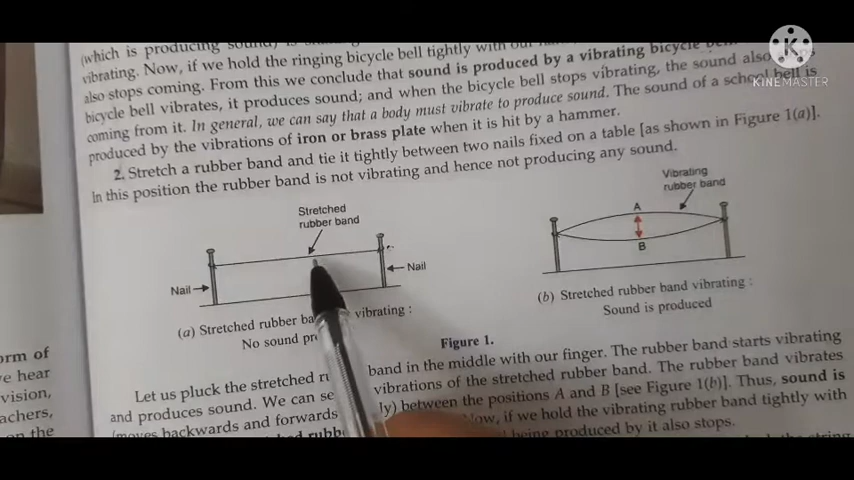 (which is producing sound)
vibrating. Now, if we hold the ringing bicycle bell tightly with our
also stops coming. From this we conclude that sound is produced by a vibrating bicycle
bicycle bell vibrates, it produces sound; and when the bicycle bell stops vibrating, the sound also
coming from it. In general, we can say that a body must vibrate to produce sound. The sound of a school bell is
produced by the vibrations of iron or brass plate when it is hit by a hammer.
2. Stretch a rubber band and tie it tightly between two nails fixed on a table [as shown in Figure 1(a)].
In this position the rubber band is not vibrating and hence not producing any sound.
Stretched
rubber band
Nail
Nail
(a) Stretched rubber vibrating :
No sound
Vibrating
rubber band
A
B
(b) Stretched rubber band vibrating :
Sound is produced
Figure 1.
Let us pluck the stretched band in the middle with our finger. The rubber band starts vibrating
and produces sound. We can vibrations of the stretched rubber band. The rubber band vibrates
(moves backwards and forwards between the positions A and B [see Figure 1(b)]. Thus, sound is
Now, if we hold the vibrating rubber band tightly with
being produced by it also stops.
the string
orm of
hear
vision,
achers,
the
KINEMASTER